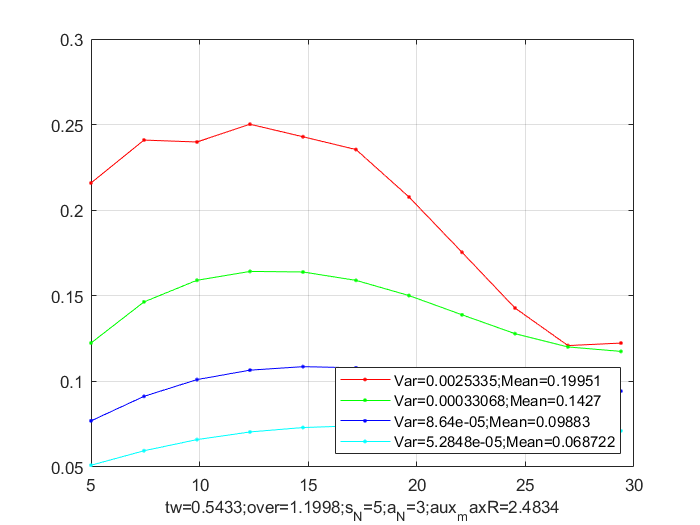 0.3
0.25
0.2
0.15
0.1
0.05
5
10
15
20
25
30
Var=0.0025335;Mean=0.19951
Var=0.00033068;Mean=0.1427
Var=8.64e-05;Mean=0.09883
Var=5.2848e-05;Mean=0.068722
tw=0.5433;over=1.1998;s_N=5;a_N=3;aux_maxR=2.4834